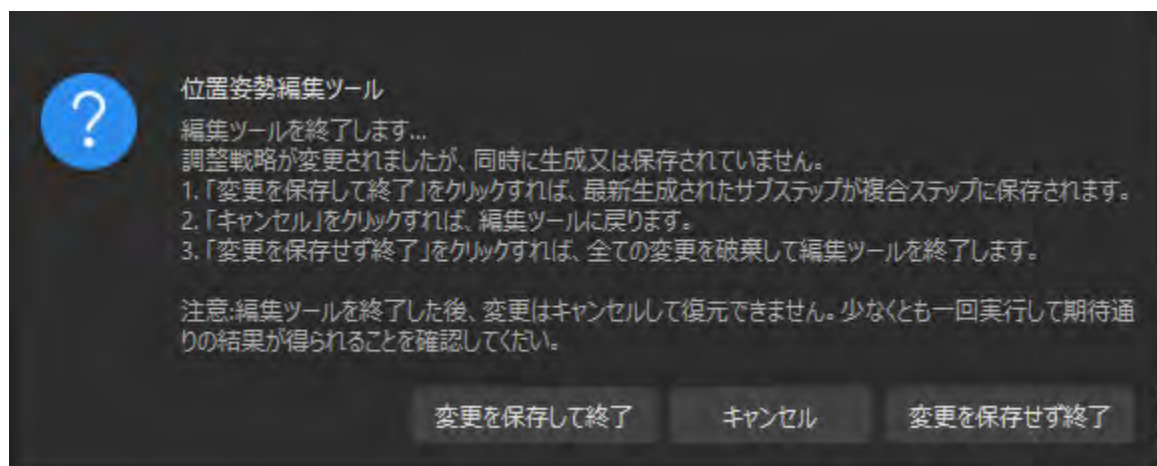 ?
位置姿勢編集ツール
編集ツールを終了します...
調整戦略が変更されましたが、同時に生成又は保存されていません。
1.「変更を保存して終了」をクリックすれば、最新生成されたサブステップが複合ステップに保存されます。
2.「キャンセル」をクリックすれば、編集ツールに戻ります。
3.「変更を保存せず終了」をクリックすれば、全ての変更を破棄して編集ツールを終了します。
注意:編集ツールを終了した後、変更はキャンセルして復元できません。少なくとも一回実行して期待通
りの結果が得られることを確認してくだい。
変更を保存して終了
キャンセル
変更を保存せず終了